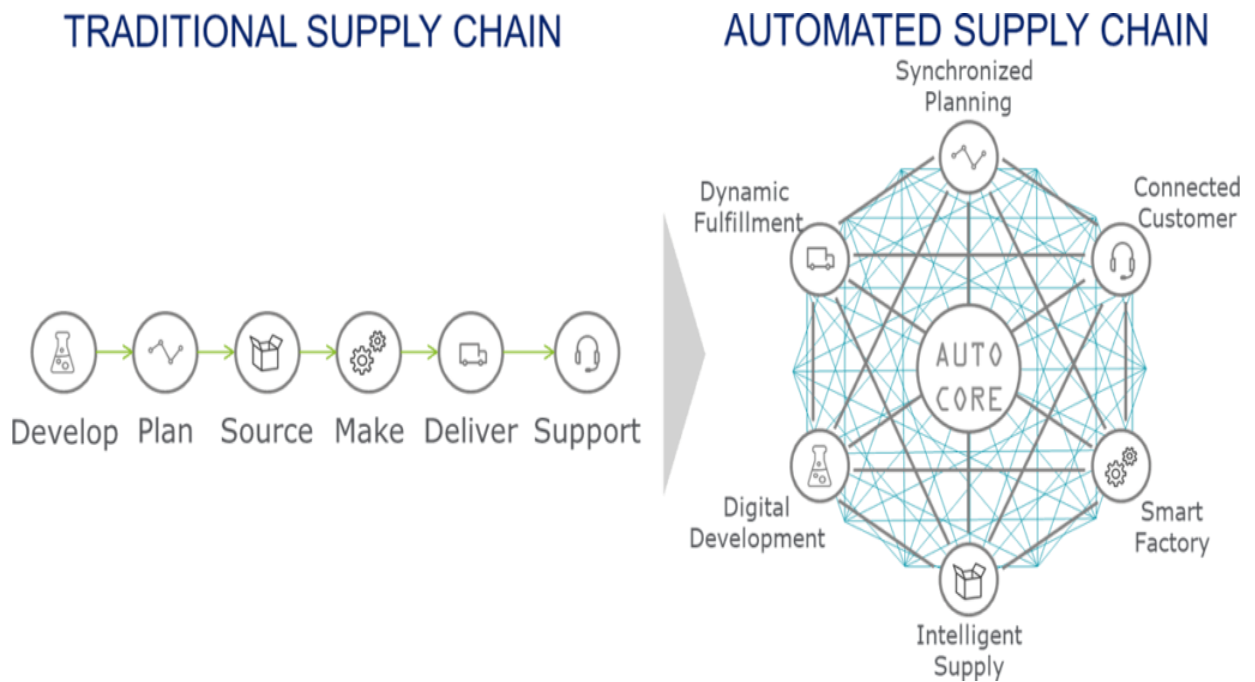 TRADITIONAL SUPPLY CHAIN
Develop Plan Source Make Deliver Support
AUTOMATED SUPPLY CHAIN
Synchronized
Planning
Dynamic
Fulfillment
Connected
Customer
AUTO
CORE
Digital
Development
Smart
Factory
Intelligent
Supply